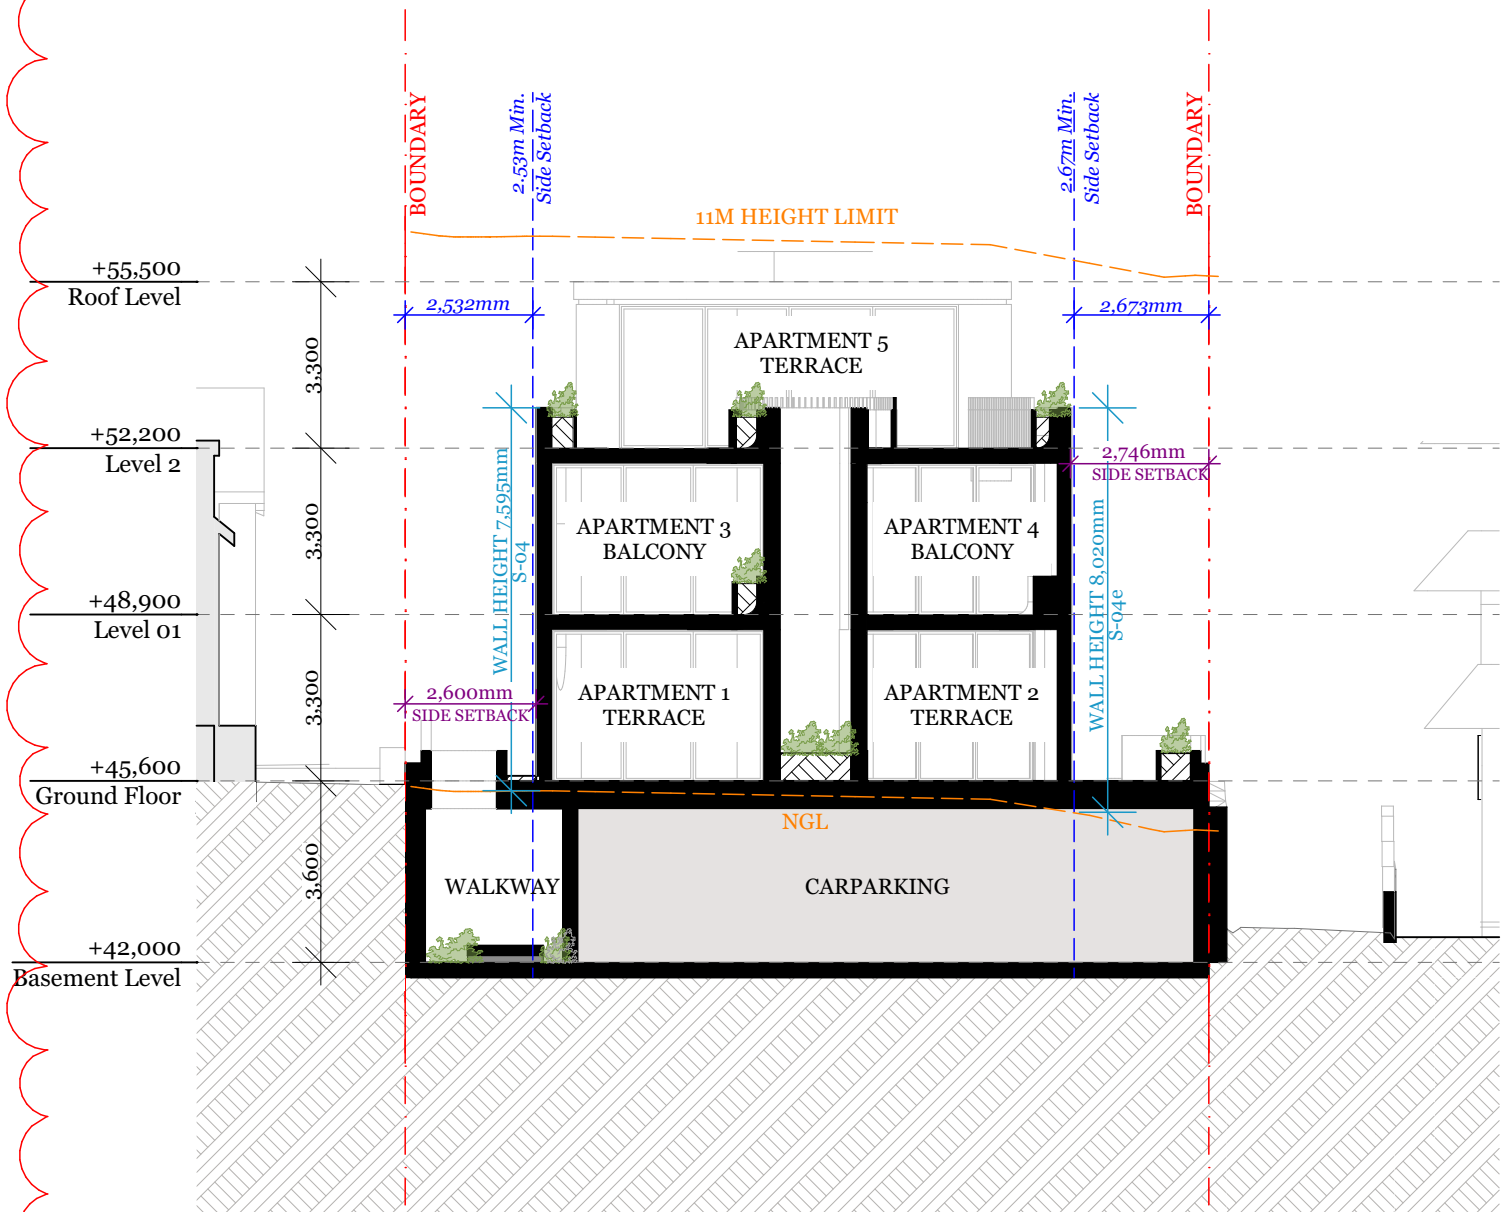 BOUNDARY
2.53m Min.
Side Setback
2.67m Min.
Side Setback
BOUNDARY
11M HEIGHT LIMIT
+55,500
Roof Level
2,532mm
2,673mm
3,300
APARTMENT 5
TERRACE
+52,200
Level 2
2,746mm
SIDE SETBACK
3,300
WALL HEIGHT 7,595mm
S-04
APARTMENT 3
BALCONY
APARTMENT 4
BALCONY
WALL HEIGHT 8,020mm
S-04e
+48,900
Level 01
3,300
2,600mm
SIDE SETBACK
APARTMENT 1
TERRACE
APARTMENT 2
TERRACE
+45,600
Ground Floor
NGL
3,600
WALKWAY
CARPARKING
+42,000
Basement Level